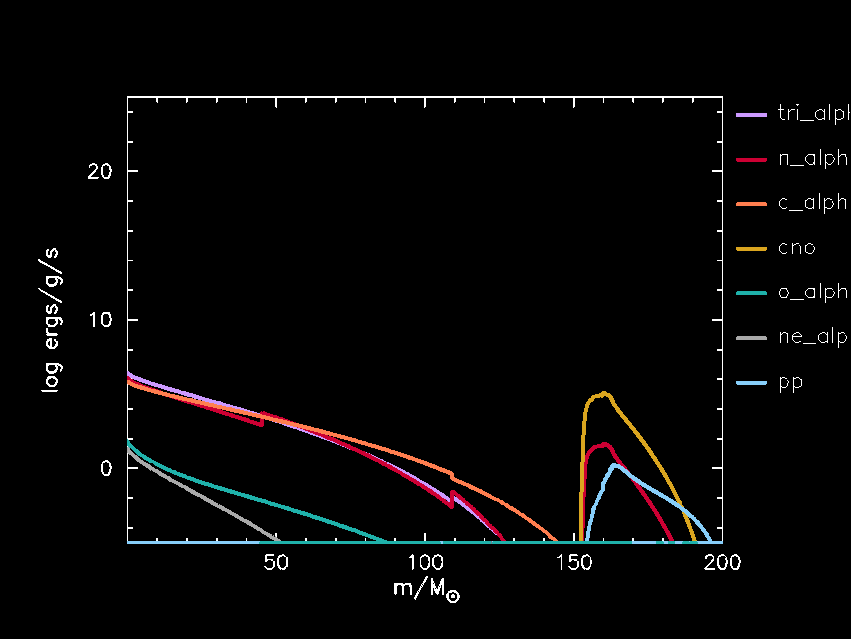 tri_alph
n_alph
c_alph
cno
o_alph
ne_alp
pp
20
10
0
log ergs/g/s
50 100 150 200
m/M☉